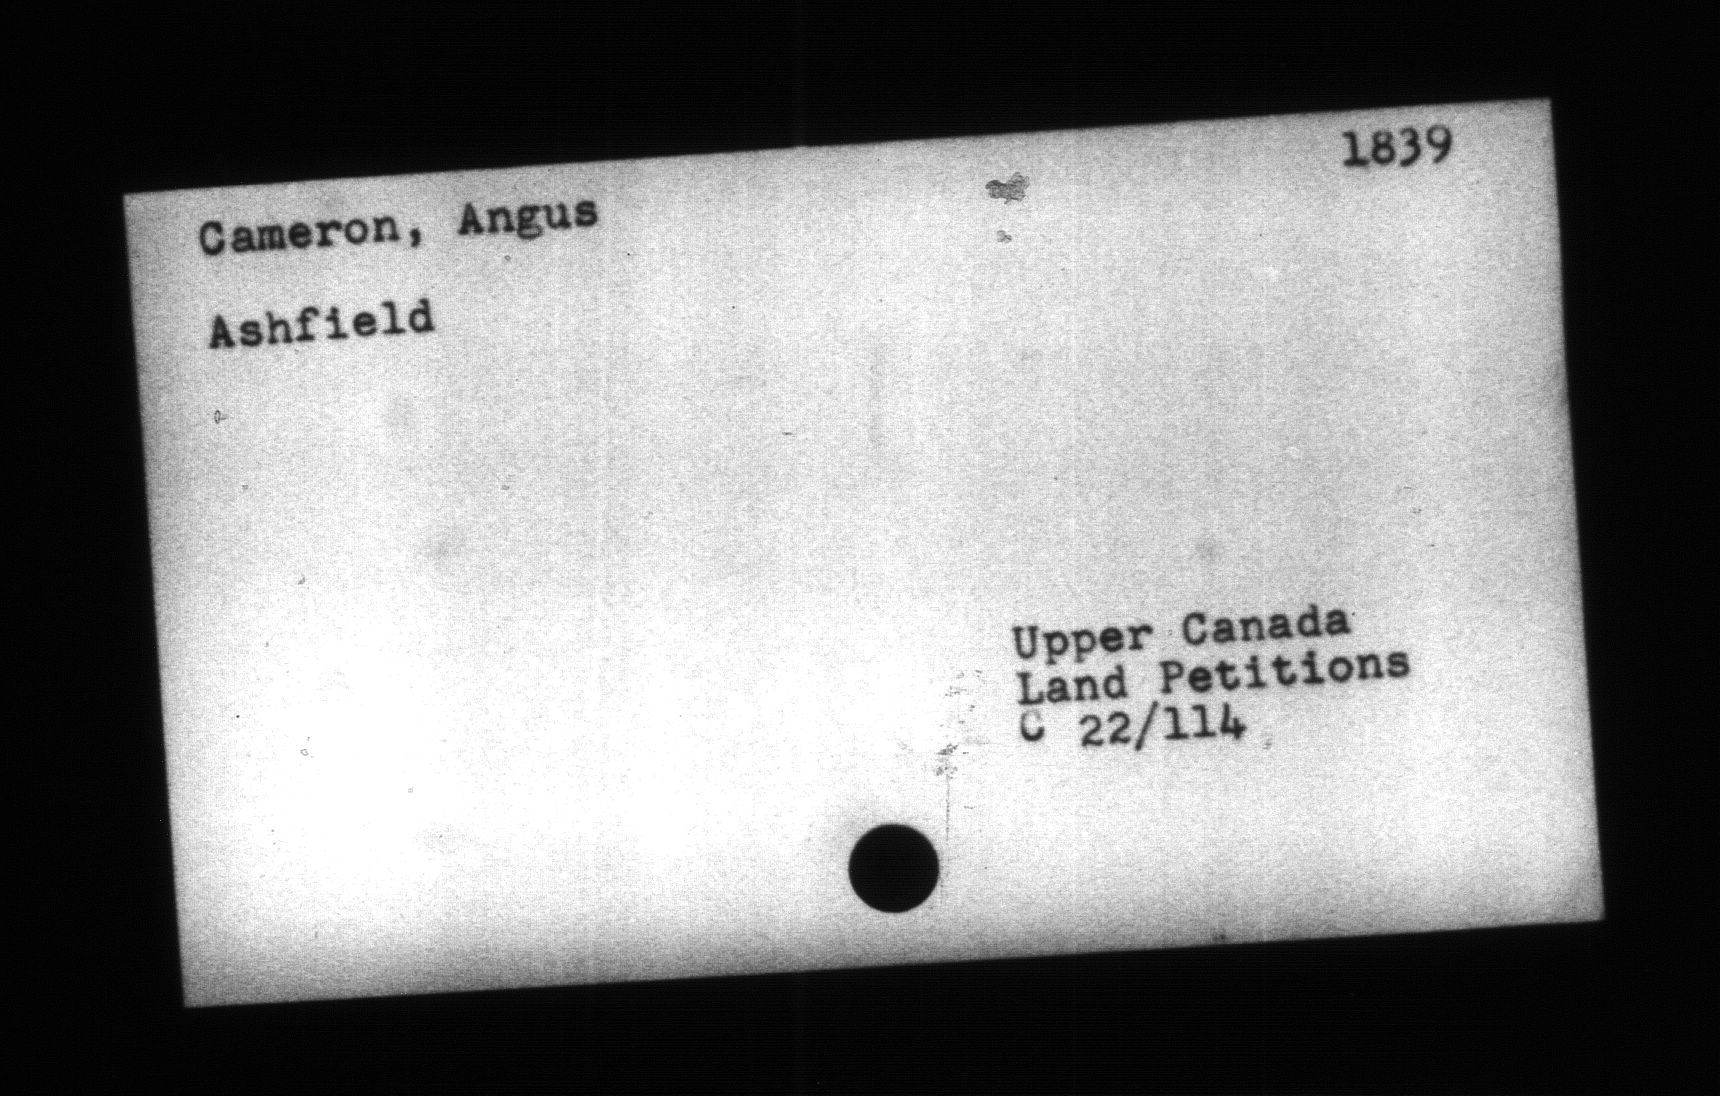 1839
Cameron, Angus
Ashfield
Upper Canada
Land Petitions
C 22/114